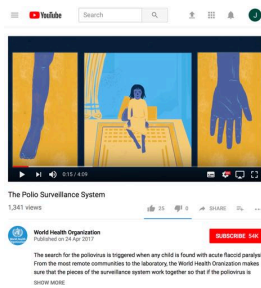 YouTube
Search
J
0:15 / 4:09
The Polio Surveillance System
1,341 views
25
0
SHARE
World Health Organization
Published on 24 Apr 2017
SUBSCRIBE 54K
The search for the poliovirus is triggered when any child is found with acute flaccid paralysi
From the most remote communities to the laboratory, the World Health Organization makes
sure that the pieces of the surveillance system work together so that if the poliovirus is
SHOW MORE